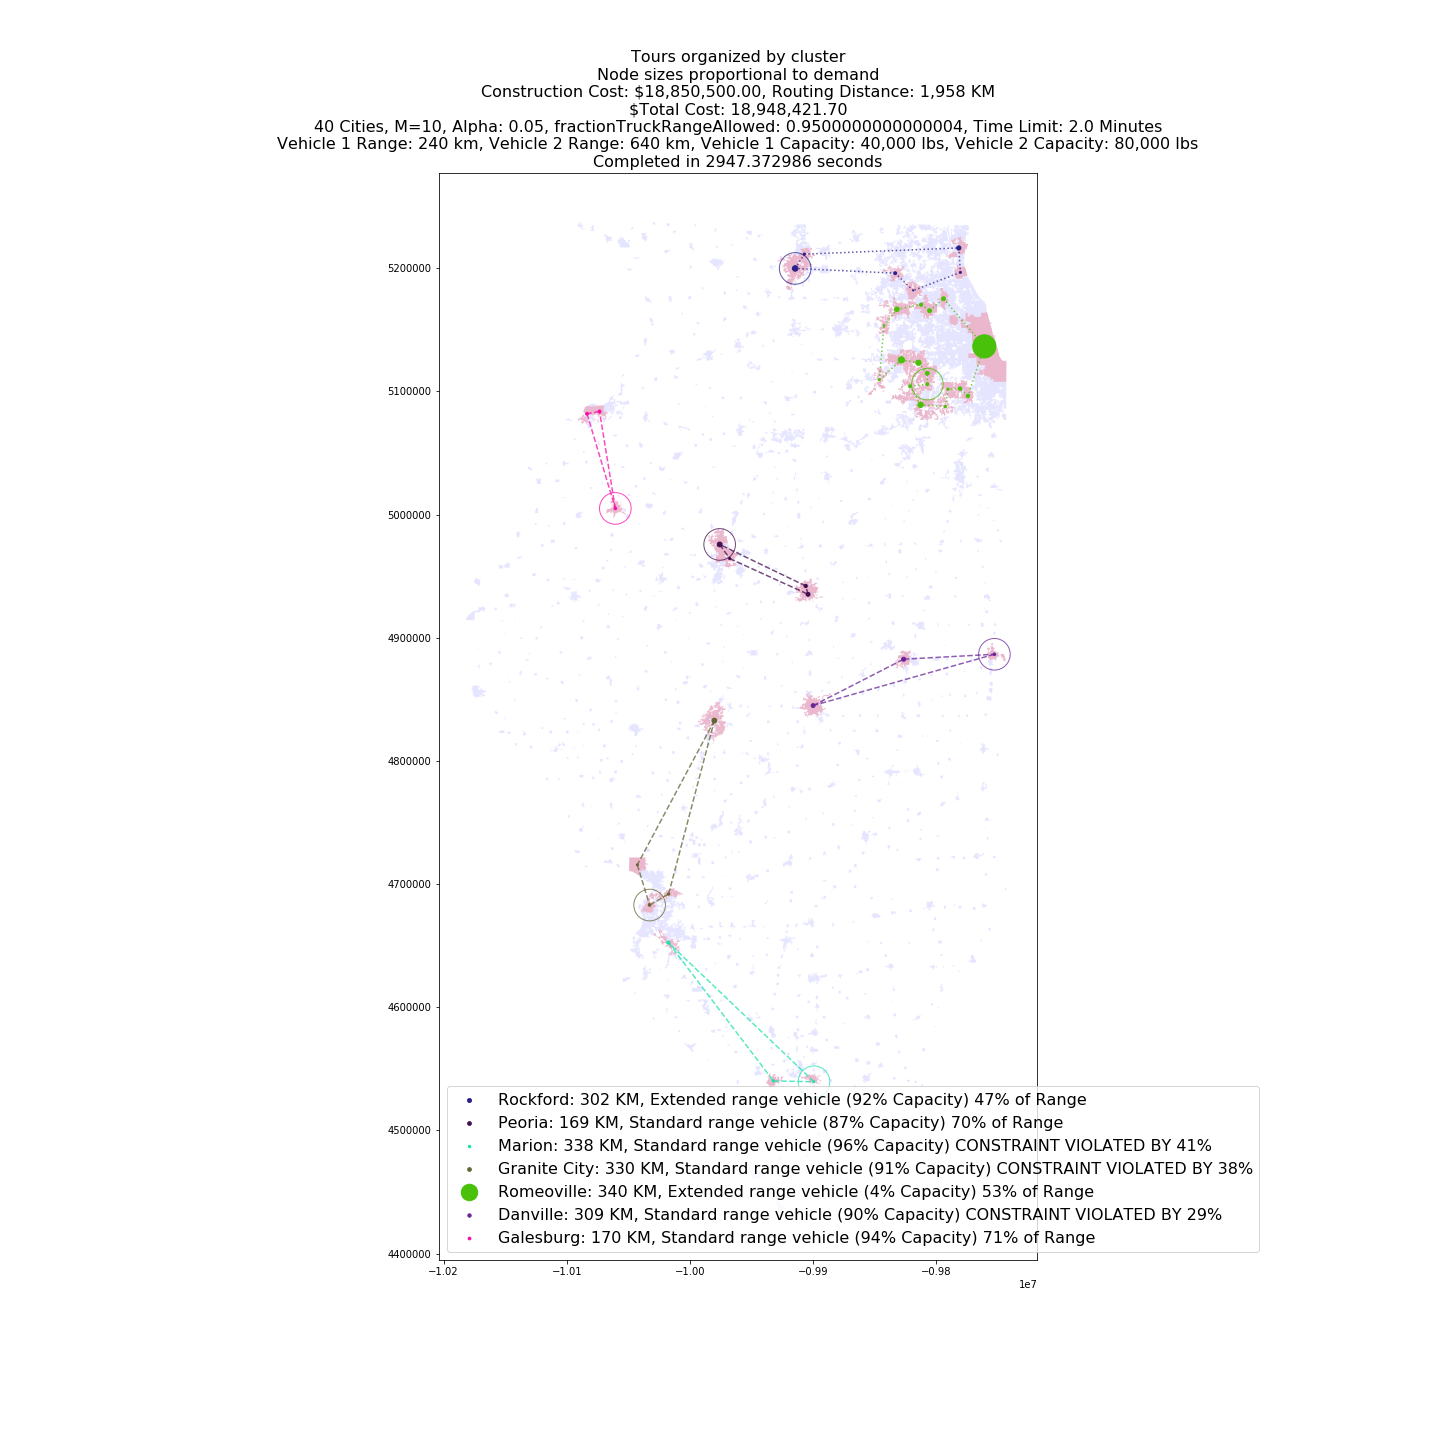 Tours organized by cluster
Node sizes proportional to demand
Construction Cost: $18,850,500.00, Routing Distance: 1,958 KM
$Total Cost: 18,948,421.70
40 Cities, M=10, Alpha: 0.05, fractionTruckRangeAllowed: 0.9500000000000004, Time Limit: 2.0 Minutes
Vehicle 1 Range: 240 km, Vehicle 2 Range: 640 km, Vehicle 1 Capacity: 40,000 lbs, Vehicle 2 Capacity: 80,000 lbs
Completed in 2947.372986 seconds
5200000
5100000
5000000
4900000
4800000
4700000
4600000
4500000
4400000
Rockford: 302 KM, Extended range vehicle (92% Capacity) 47% of Range
Peoria: 169 KM, Standard range vehicle (87% Capacity) 70% of Range
Marion: 338 KM, Standard range vehicle (96% Capacity) CONSTRAINT VIOLATED BY 41%
Granite City: 330 KM, Standard range vehicle (91% Capacity) CONSTRAINT VIOLATED BY 38%
Romeoville: 340 KM, Extended range vehicle (4% Capacity) 53% of Range
Danville: 309 KM, Standard range vehicle (90% Capacity) CONSTRAINT VIOLATED BY 29%
Galesburg: 170 KM, Standard range vehicle (94% Capacity) 71% of Range
−1.02 −1.01 −1.00 −0.99 −0.98
1e7